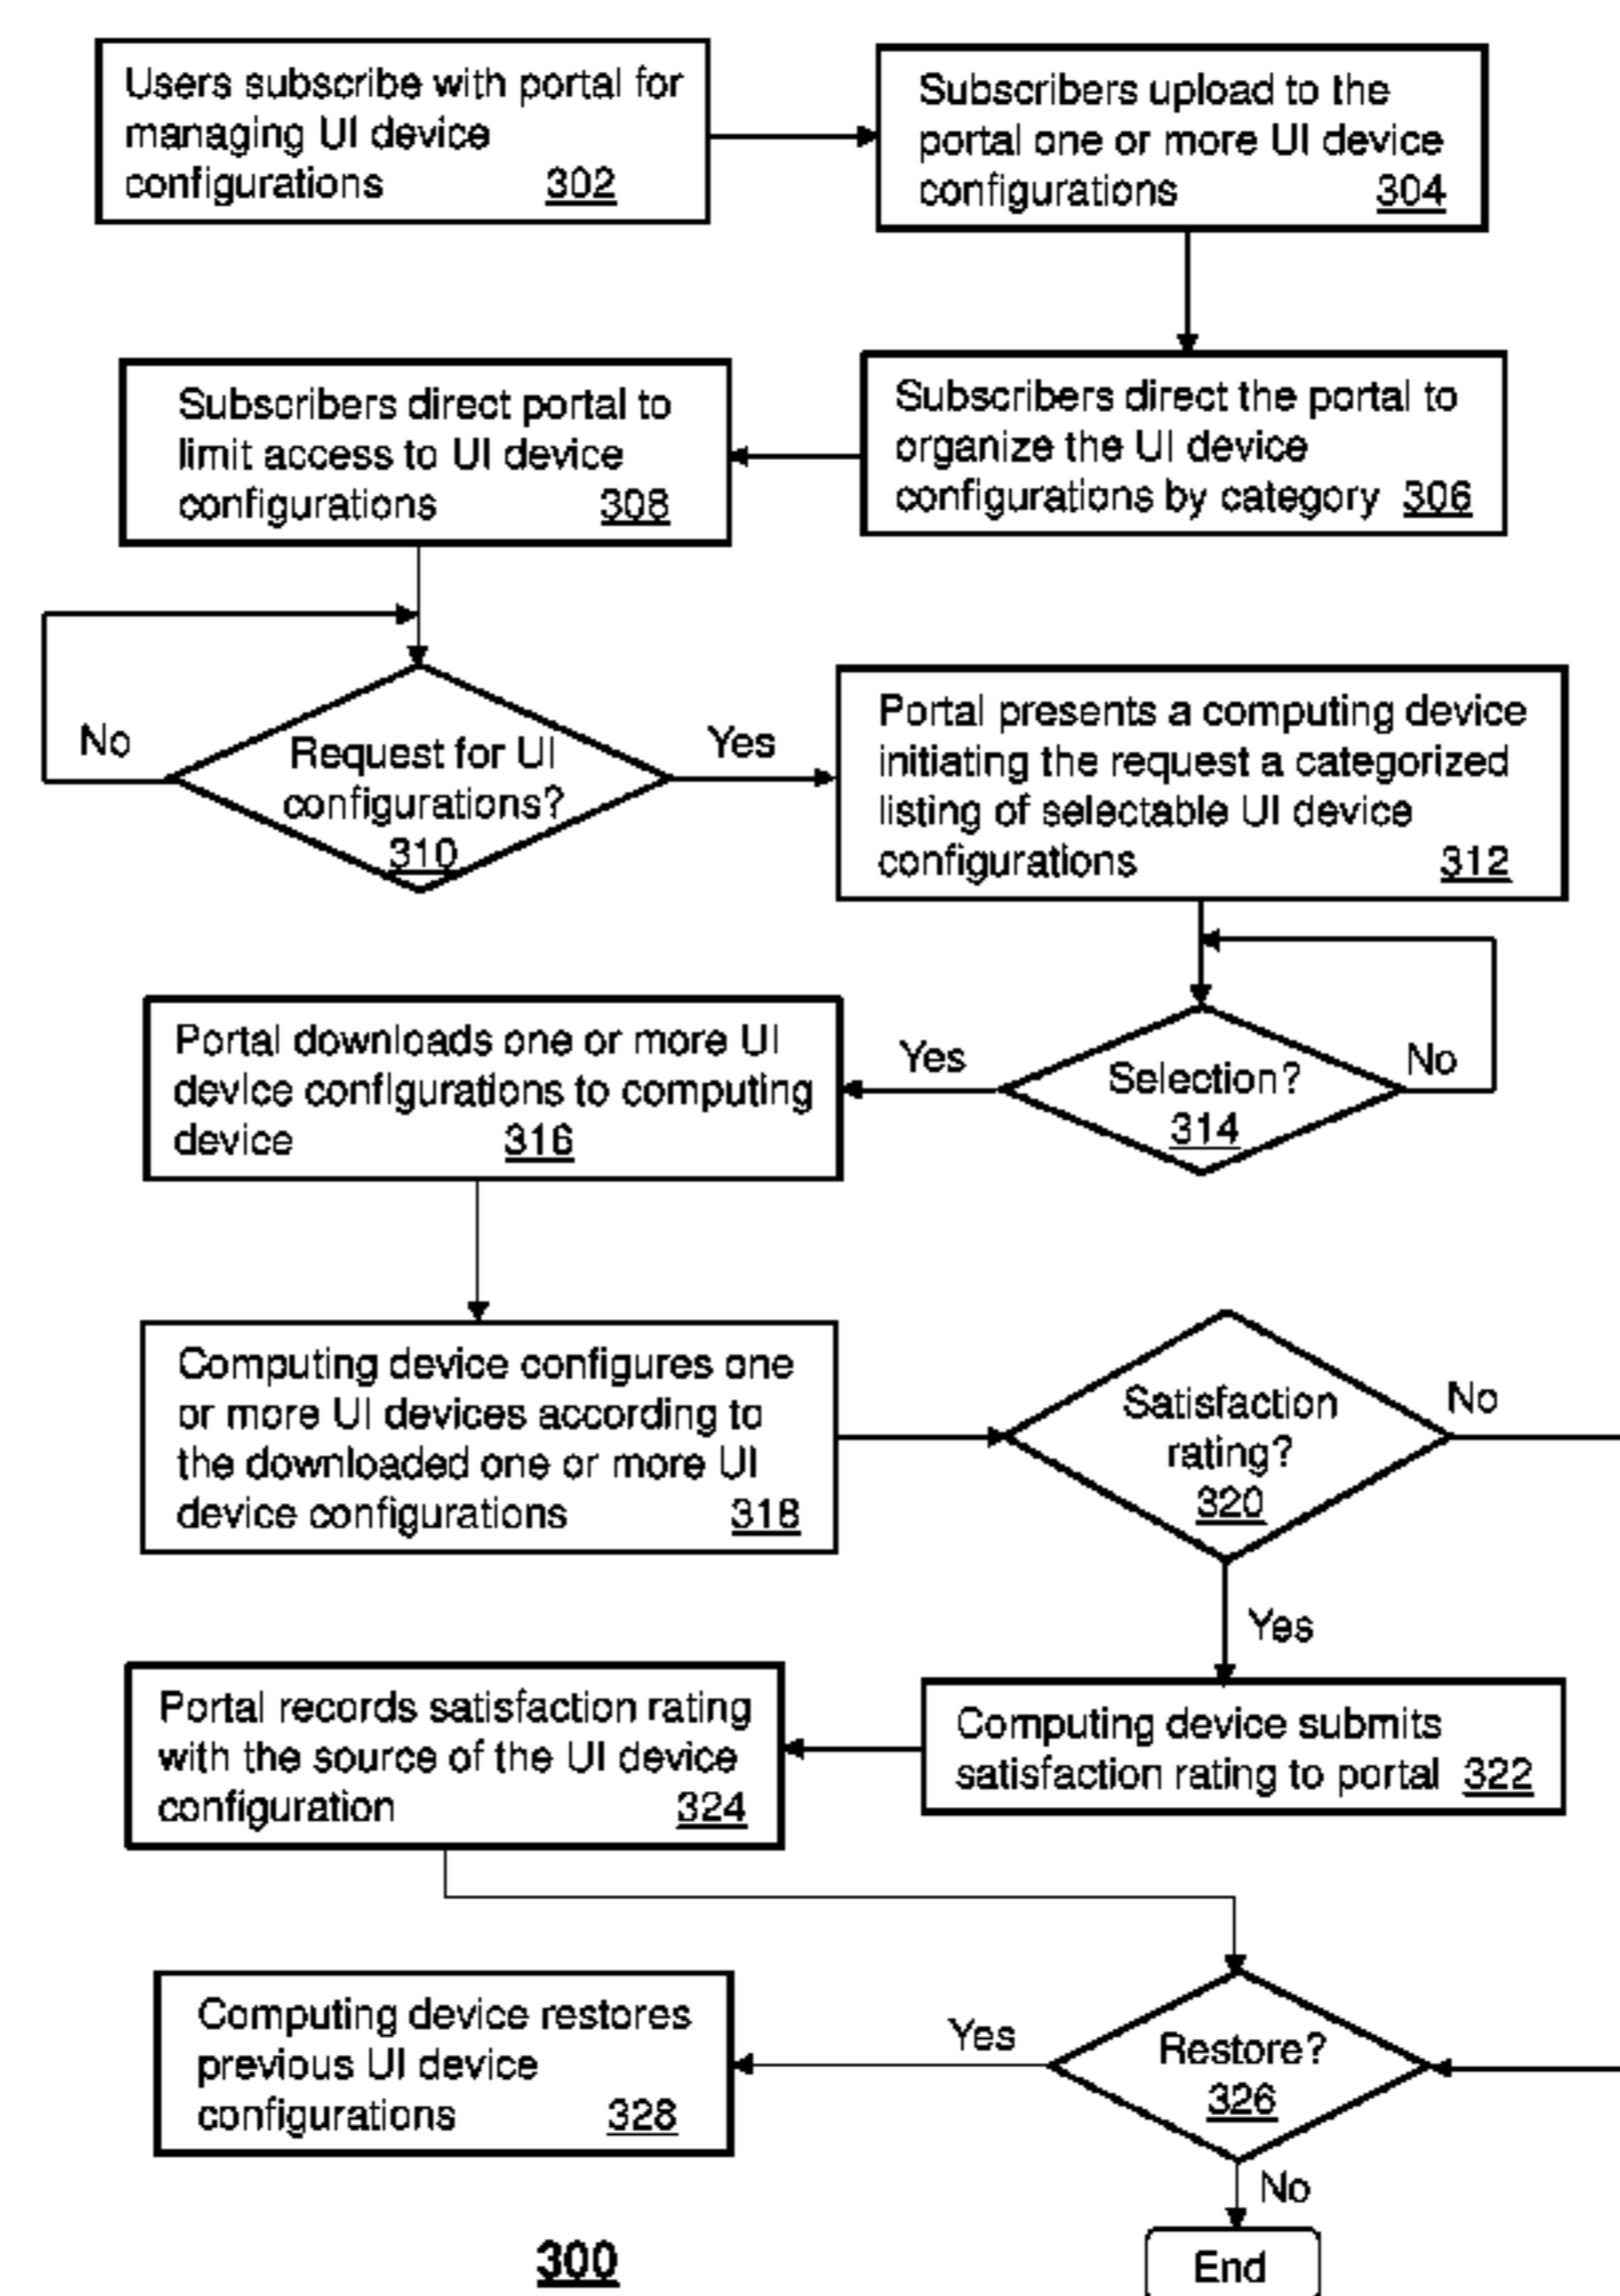 Users subscribe with portal for
managing UI device
configurations 302
Subscribers upload to the
portal one or more UI device
configurations 304
Subscribers direct the portal to
organize the UI device
configurations by category 306
Subscribers direct portal to
limit access to UI device
configurations 308
No
Request for UI
configurations?
310
Yes
Portal presents a computing device
initiating the request a categorized
listing of selectable UI device
configurations 312
Selection?
314
No
Yes
Portal downloads one or more UI
device configurations to computing
device 316
Computing device configures one
or more UI devices according to
the downloaded one or more UI
device configurations 318
Satisfaction
rating?
320
No
Yes
Computing device submits
satisfaction rating to portal 322
Portal records satisfaction rating
with the source of the UI device
configuration 324
Restore?
326
Yes
Computing device restores
previous UI device
configurations 328
No
End
300